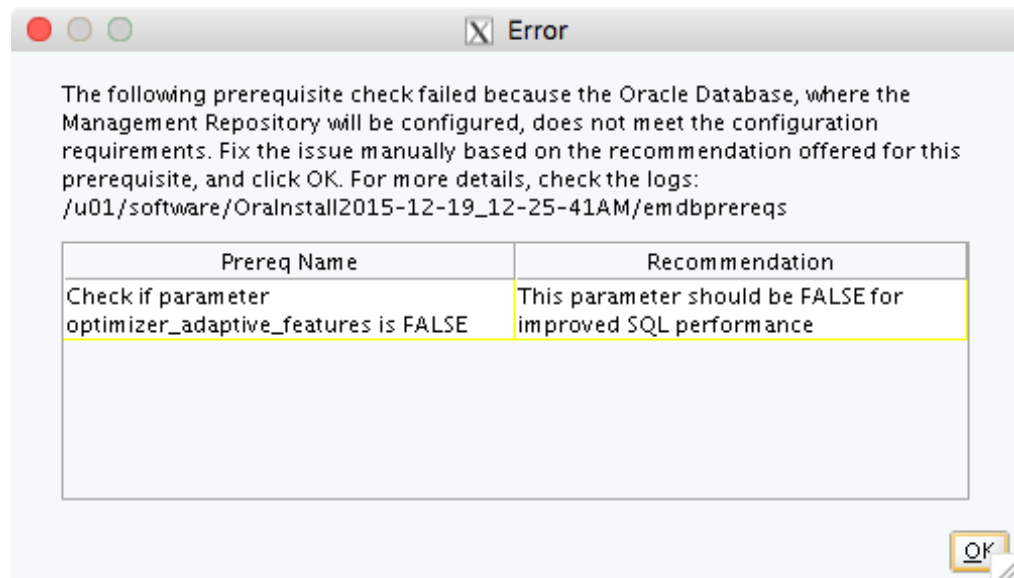 Error
The following prerequisite check failed because the Oracle Database, where the
Management Repository will be configured, does not meet the configuration
requirements. Fix the issue manually based on the recommendation offered for this
prerequisite, and click OK. For more details, check the logs:
/u01/software/OraInstall2015-12-19_12-25-41AM/emdbprereqs
Prereq Name
Recommendation
Check if parameter
optimizer_adaptive_features is FALSE
This parameter should be FALSE for
improved SQL performance
OK